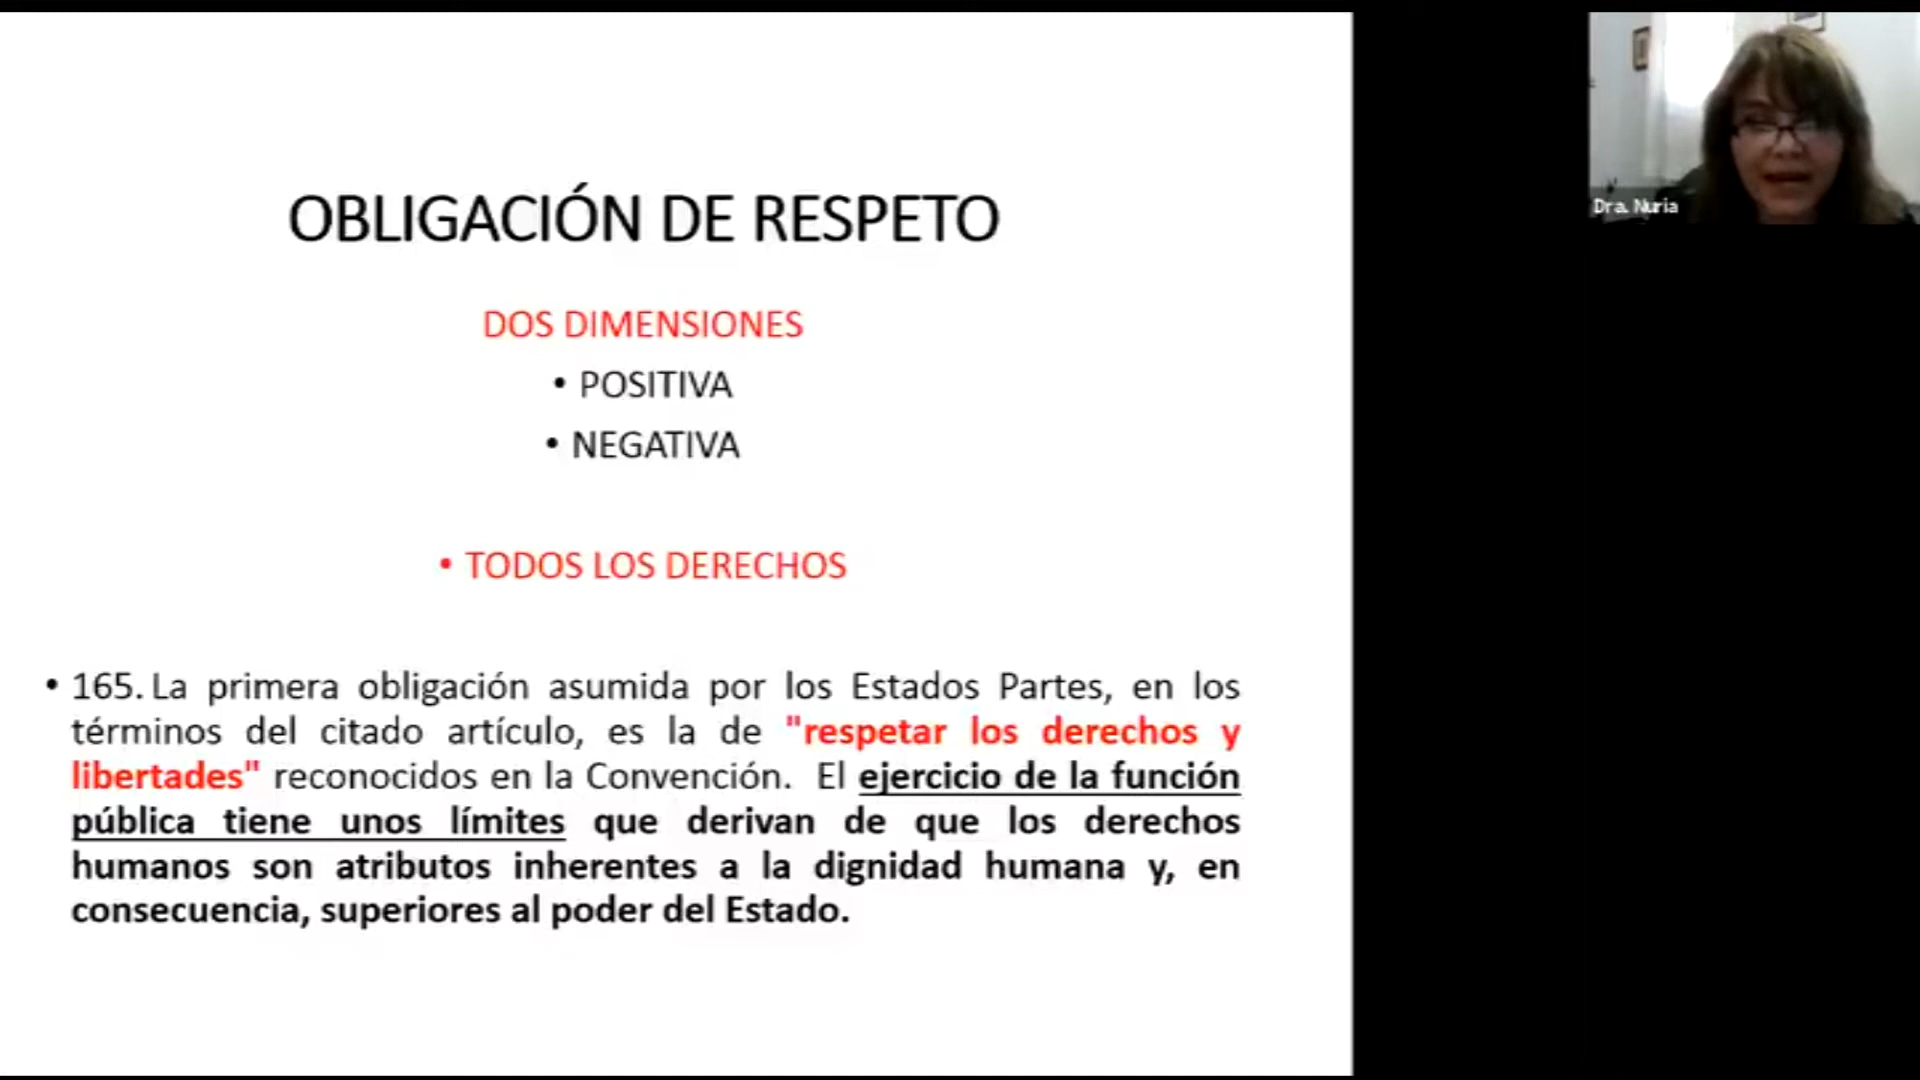 OBLIGACIÓN DE RESPETO
DOS DIMENSIONES
• POSITIVA
• NEGATIVA
• TODOS LOS DERECHOS
• 165. La primera obligación asumida por los Estados Partes, en los
términos del citado artículo, es la de "respetar los derechos y
libertades" reconocidos en la Convención. El ejercicio de la función
pública tiene unos límites que derivan de que los derechos
humanos son atributos inherentes a la dignidad humana y, en
consecuencia, superiores al poder del Estado.
Dra. Nuria